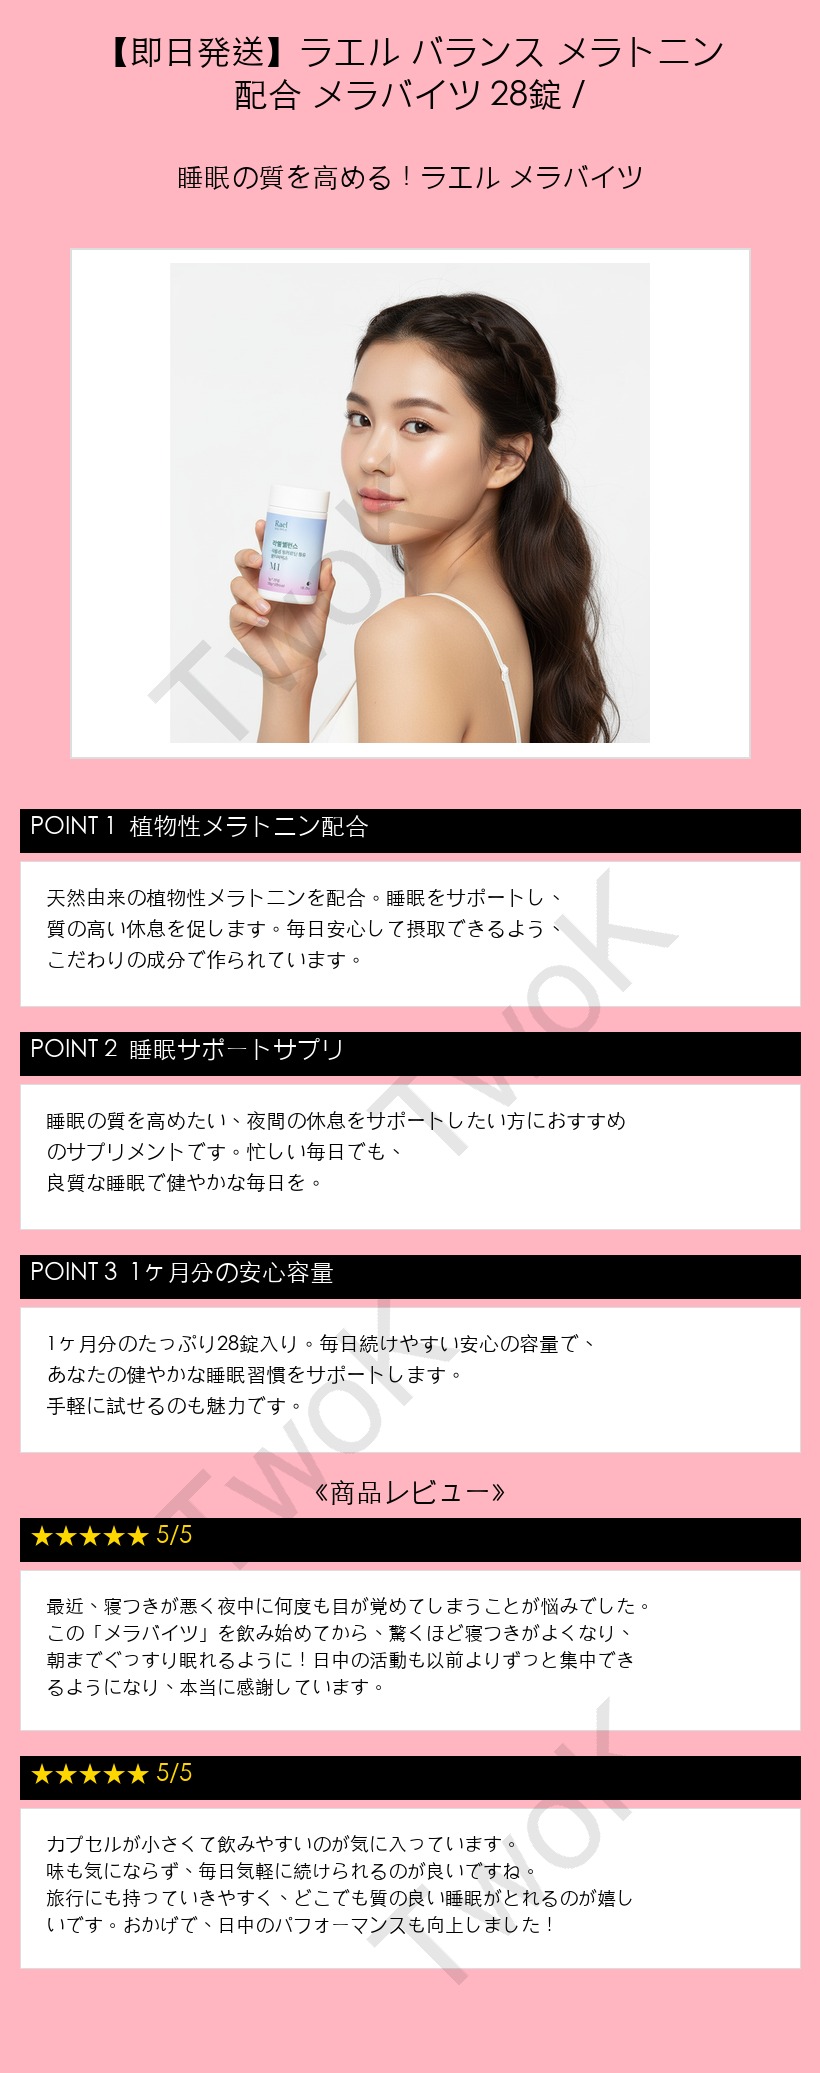 【即日発送】ラエル バランス メラトニン
配合 メラバイツ 28錠 /
睡眠の質を高める！ラエル メラバイツ
Rael
라엘밸런스
M1
TwoK
POINT 1 植物性メラトニン配合
天然由来の植物性メラトニンを配合。睡眠をサポートし、
質の高い休息を促します。毎日安心して摂取できるよう、
こだわりの成分で作られています。
TwoK
POINT 2 睡眠サポートサプリ
睡眠の質を高めたい、夜間の休息をサポートしたい方におすすめ
のサプリメントです。忙しい毎日でも、
良質な睡眠で健やかな毎日を。
POINT 3 1ヶ月分の安心容量
1ヶ月分のたっぷり28錠入り。毎日続けやすい安心の容量で、
あなたの健やかな睡眠習慣をサポートします。
手軽に試せるのも魅力です。
TwoK
《商品レビュー》
★★★★★ 5/5
最近、寝つきが悪く夜中に何度も目が覚めてしまうことが悩みでした。
この「メラバイツ」を飲み始めてから、驚くほど寝つきがよくなり、
朝までぐっすり眠れるように！日中の活動も以前よりずっと集中でき
るようになり、本当に感謝しています。
★★★★★ 5/5
カプセルが小さくて飲みやすいのが気に入っています。
味も気にならず、毎日気軽に続けられるのが良いですね。
旅行にも持っていきやすく、どこでも質の良い睡眠がとれるのが嬉し
いです。おかげで、日中のパフォーマンスも向上しました！
TwoK